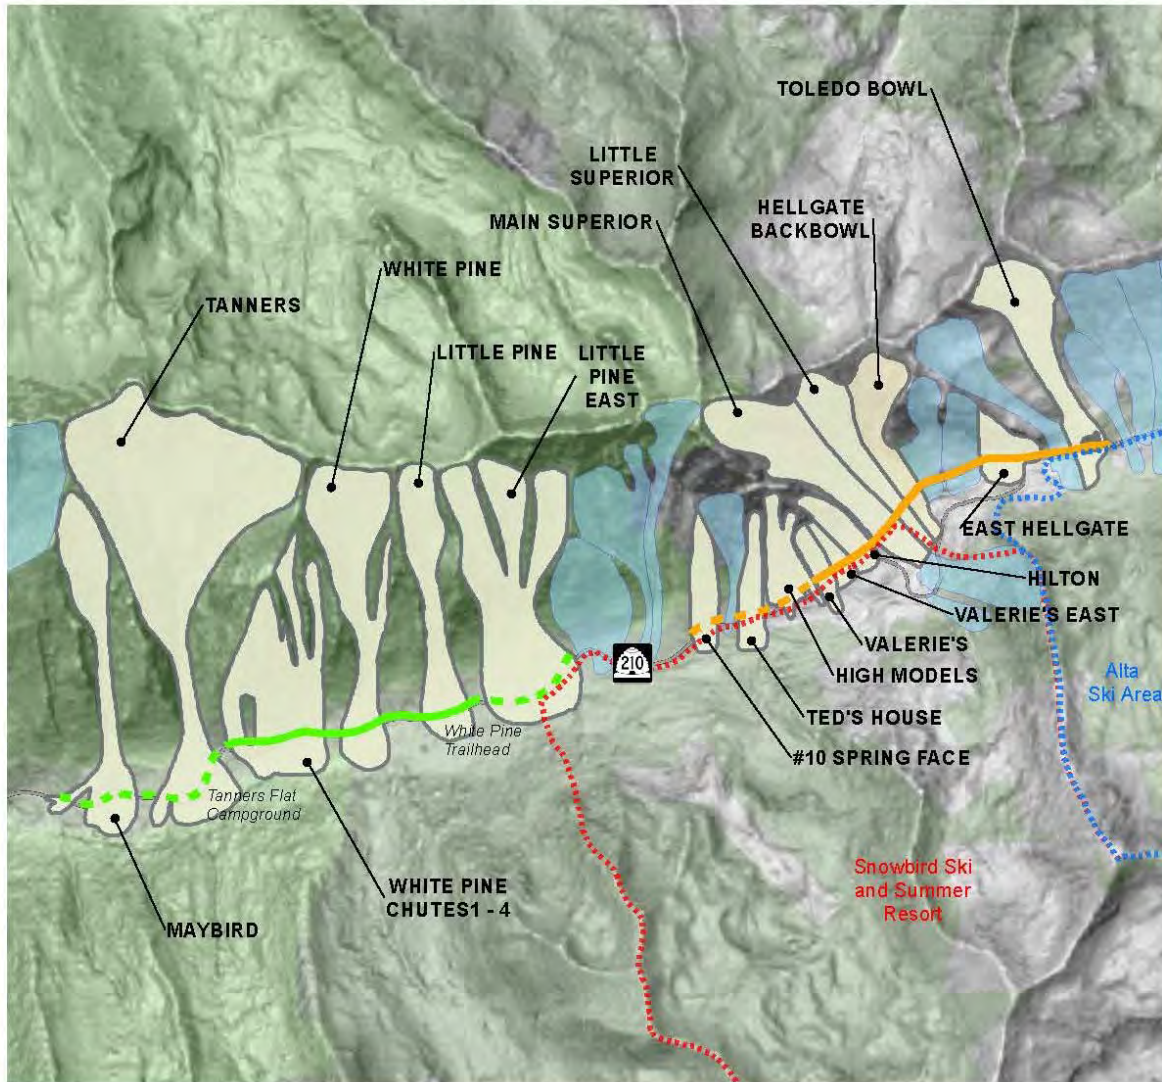 TOLEDO BOWL
LITTLE
SUPERIOR
HELLGATE
BACKBOWL
MAIN SUPERIOR
WHITE PINE
TANNERS
LITTLE PINE
LITTLE
PINE
EAST
EAST HELLGATE
HILTON
VALERIE'S EAST
VALERIE'S
210
HIGH MODELS
Alta
Ski Area
TED'S HOUSE
White Pine
Trailhead
#10 SPRING FACE
Tanners Flat
Campground
Snowbird Ski
and Summer
Resort
WHITE PINE
CHUTES1 - 4
MAYBIRD